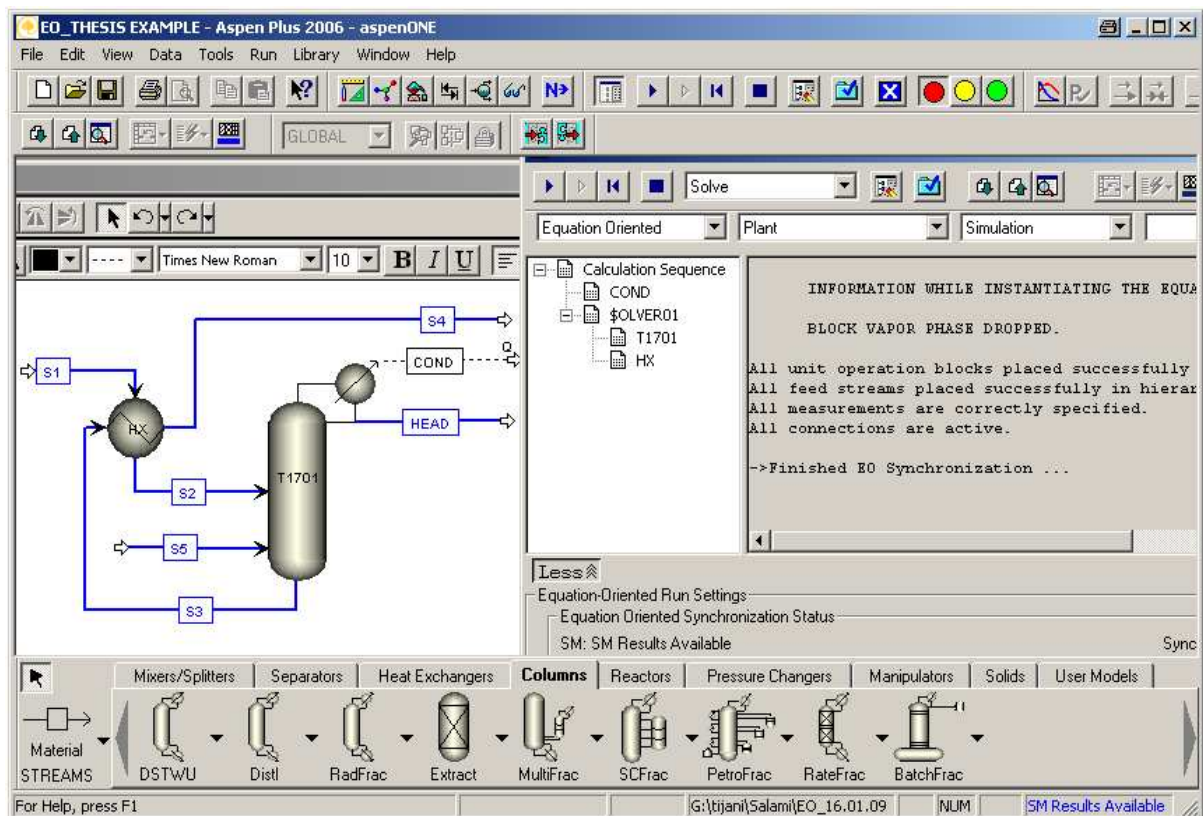 EO_THESIS EXAMPLE - Aspen Plus 2006 - aspenONE
File Edit View Data Tools Run Library Window Help
N
GLOBAL
Solve
Equation Oriented Plant Simulation
Times New Roman 10 B I U
Calculation Sequence
COND
$OLVER01
T1701
HX
INFORMATION WHILE INSTANTIATING THE EQUA
BLOCK VAPOR PHASE DROPPED.
All unit operation blocks placed successfully
All feed streams placed successfully in hierar
All measurements are correctly specified.
All connections are active.
->Finished EO Synchronization ...
S4
S1
Q
COND
HX
HEAD
T1701
S2
S5
S3
Less
Equation-Oriented Run Settings
Equation Oriented Synchronization Status
SM: SM Results Available Sync
Mixers/Splitters Separators Heat Exchangers Columns Reactors Pressure Changers Manipulators Solids User Models
Material
STREAMS DSTWU Distl RadFrac Extract MultiFrac SCFrac PetroFrac RateFrac BatchFrac
For Help, press F1 G:\tijani\Salami\EO_16.01.09 NUM SM Results Available